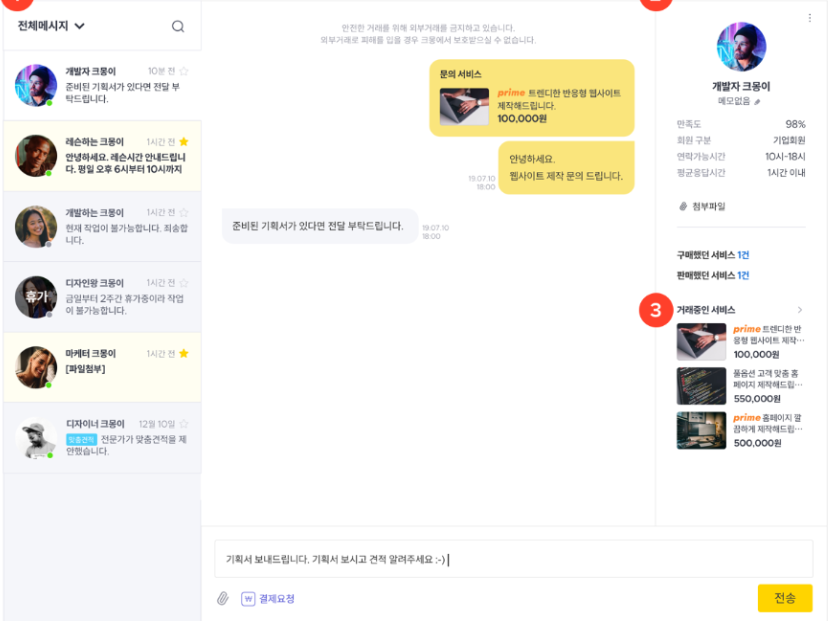 전체메시지
개발자 크몽이 10분 전
준비된 기획서가 있다면 전달 부
탁드립니다.
레슨하는 크몽이 1시간 전
안녕하세요. 레슨시간 안내드립니
다. 평일 오후 6시부터 10시까지
개발하는 크몽이 1시간 전
현재 작업이 불가능합니다. 죄송합
니다.
디자인왕 크몽이 1시간 전
휴가
금일부터 2주간 휴가중이라 작업
이 불가능합니다.
마케터 크몽이 1시간 전
[파일첨부]
디자이너 크몽이 12월 10일
맞춤견적 전문가가 맞춤견적을 제
안했습니다.
안전한 거래를 위해 외부거래를 금지하고 있습니다.
외부거래로 피해를 입을 경우 크몽에서 보호받으실 수 없습니다.
문의 서비스
prime 트렌디한 반응형 웹사이트
제작해드립니다.
100,000원
안녕하세요.
웹사이트 제작 문의 드립니다.
19.07.10
18:00
준비된 기획서가 있다면 전달 부탁드립니다.
19.07.10
18:00
기획서 보내드립니다. 기획서 보시고 견적 알려주세요 :-)
₩ 결제요청
전송
개발자 크몽이
메모없음
만족도 98%
회원 구분 기업회원
연락가능시간 10시-18시
평균응답시간 1시간 이내
첨부파일
구매했던 서비스 1건
판매했던 서비스 1건
3
거래중인 서비스
prime 트렌디한 반
응형 웹사이트 제작…
100,000원
풀옵션 고객 맞춤 홈
페이지 제작해드립…
550,000원
prime 홈페이지 깔
끔하게 제작해드립…
500,000원